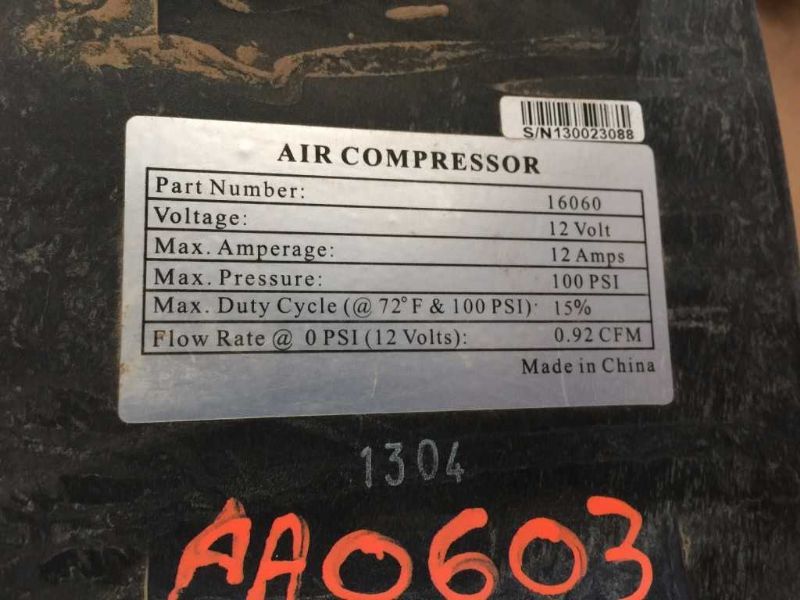 S/N130023088
AIR COMPRESSOR
Part Number: 16060
Voltage: 12 Volt
Max. Amperage: 12 Amps
Max. Pressure: 100 PSI
Max. Duty Cycle (@ 72°F & 100 PSI): 15%
Flow Rate @ 0 PSI (12 Volts): 0.92 CFM
Made in China
1304
AA0603